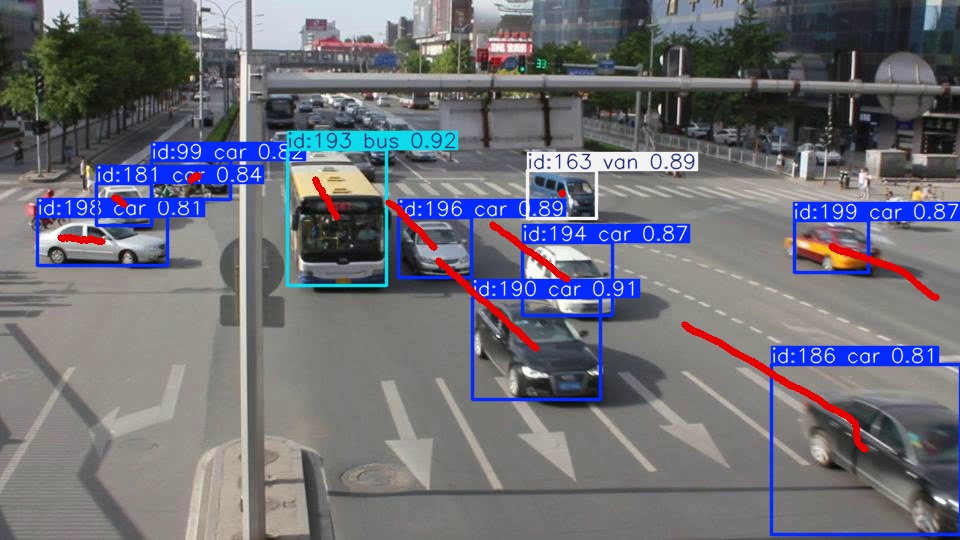 33
id:99 car 0.82
id:193 bus 0.92
id:163 van 0.89
id:181 car 0.84
id:198 car 0.81
id:196 car 0.89
id:199 car 0.87
id:194 car 0.87
id:190 car 0.91
id:186 car 0.81